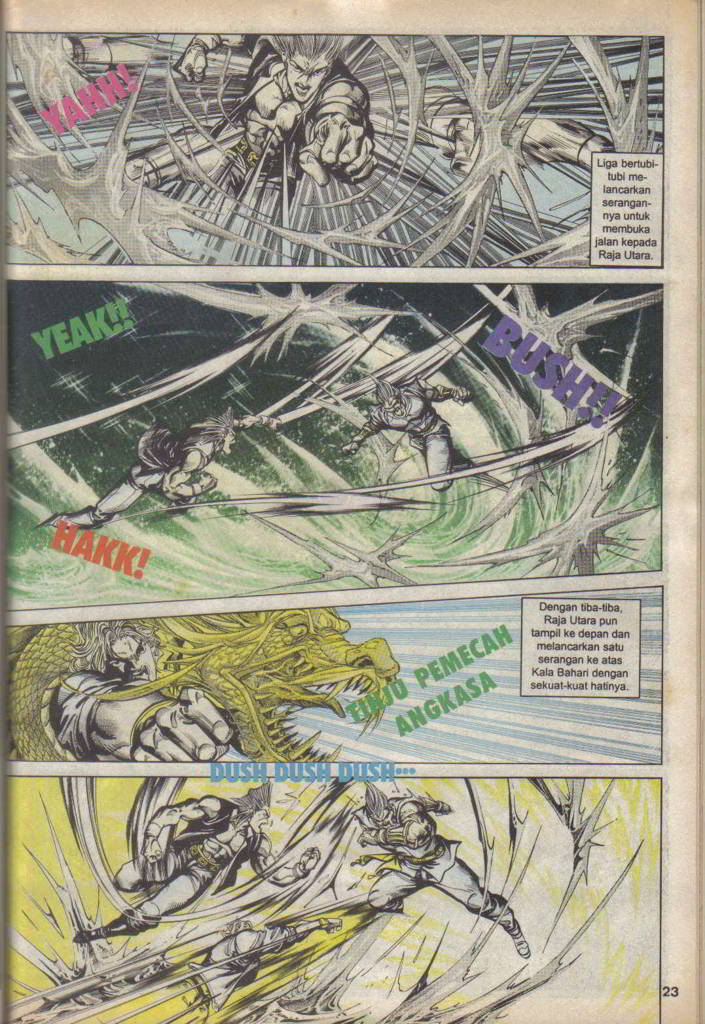 YAHH!
Liga bertubi-
tubi me-
lancarkan
serangan-
nya untuk
membuka
jalan kepada
Raja Utara.
YEAK!!
BUSH!!
HAKK!
Dengan tiba-tiba,
Raja Utara pun
tampil ke depan dan
melancarkan satu
serangan ke atas
Kala Bahari dengan
sekuat-kuat hatinya.
TINJU PEMECAH
ANGKASA
DUSH DUSH DUSH···
23